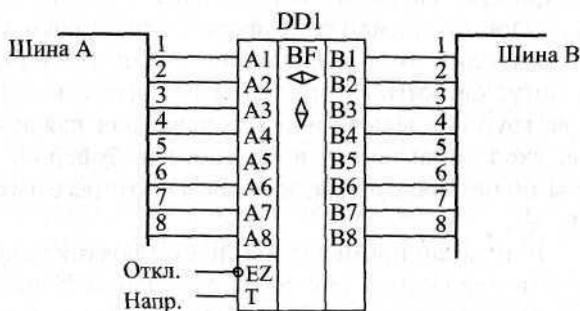 DD1
Шина A
Шина B
1 A1 BF B1 1
2 A2 B2 2
3 A3 B3 3
4 A4 B4 4
5 A5 B5 5
6 A6 B6 6
7 A7 B7 7
8 A8 B8 8
Откл. EZ
Напр. T